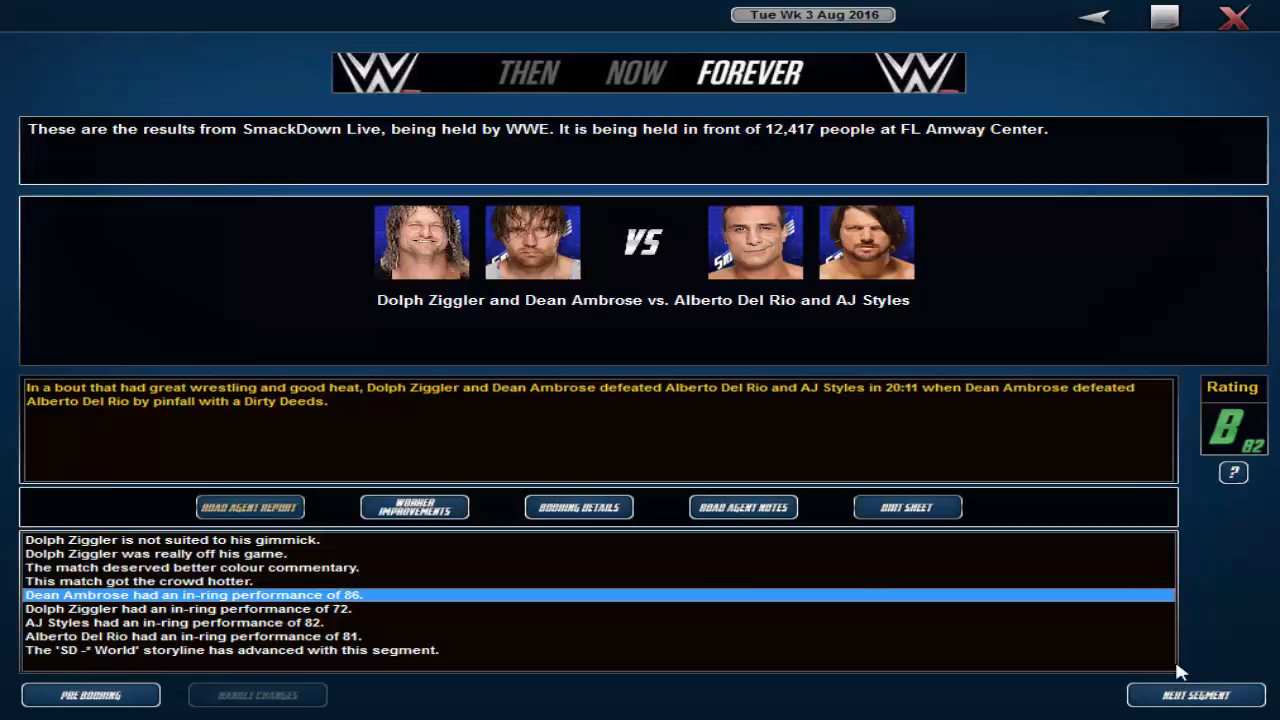 Tue Wk 3 Aug 2016
W THEN NOW FOREVER W
These are the results from SmackDown Live, being held by WWE. It is being held in front of 12,417 people at FL Amway Center.
VS
Dolph Ziggler and Dean Ambrose vs. Alberto Del Rio and AJ Styles
In a bout that had great wrestling and good heat, Dolph Ziggler and Dean Ambrose defeated Alberto Del Rio and AJ Styles in 20:11 when Dean Ambrose defeated
Alberto Del Rio by pinfall with a Dirty Deeds.
Rating
B 82
?
ROAD AGENT REPORT
WORKER
IMPROVEMENTS
BOOKING DETAILS
ROAD AGENT NOTES
DIRT SHEET
Dolph Ziggler is not suited to his gimmick.
Dolph Ziggler was really off his game.
The match deserved better colour commentary.
This match got the crowd hotter.
Dean Ambrose had an in-ring performance of 86.
Dolph Ziggler had an in-ring performance of 72.
AJ Styles had an in-ring performance of 82.
Alberto Del Rio had an in-ring performance of 81.
The 'SD -* World' storyline has advanced with this segment.
PRE BOOKING
HANDLE CHANGES
NEXT SEGMENT